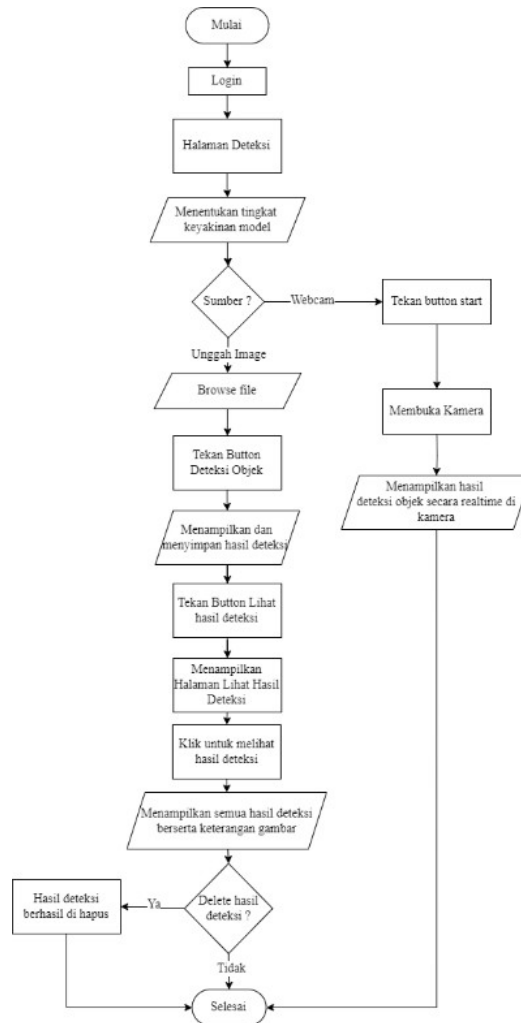 Mulai
Login
Halaman Deteksi
Menentukan tingkat
keyakinan model
Sumber ?
Webcam
Tekan button start
Unggah Image
Browse file
Membuka Kamera
Tekan Button
Deteksi Objek
Menampilkan hasil
deteksi objek secara realtime di
kamera
Menampilkan dan
menyimpan hasil deteksi
Tekan Button Lihat
hasil deteksi
Menampilkan
Halaman Lihat Hasil
Deteksi
Klik untuk melihat
hasil deteksi
Menampilkan semua hasil deteksi
berserta keterangan gambar
Delete hasil
deteksi ?
Ya
Hasil deteksi
berhasil di hapus
Tidak
Selesai